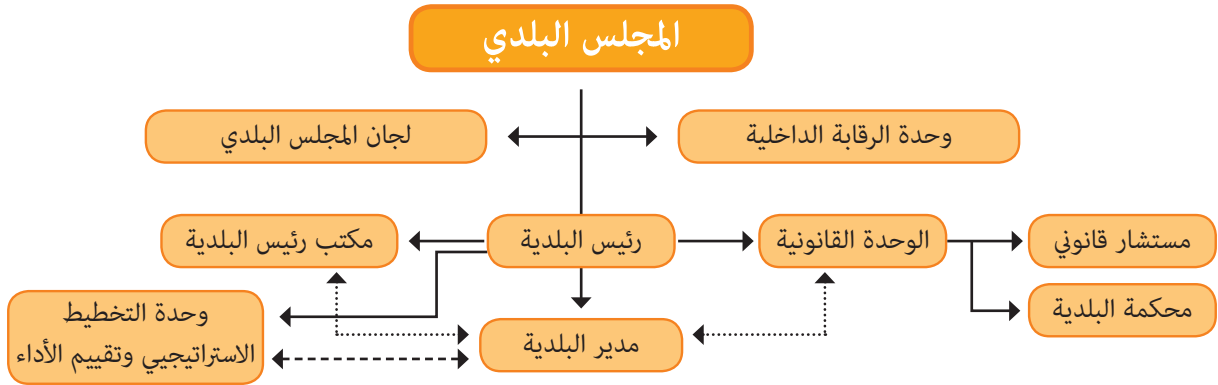 المجلس البلدي
وحدة الرقابة الداخلية
لجان المجلس البلدي
مستشار قانوني
الوحدة القانونية
رئيس البلدية
مكتب رئيس البلدية
محكمة البلدية
مدير البلدية
وحدة التخطيط
الاستراتيجيي وتقييم الأداء